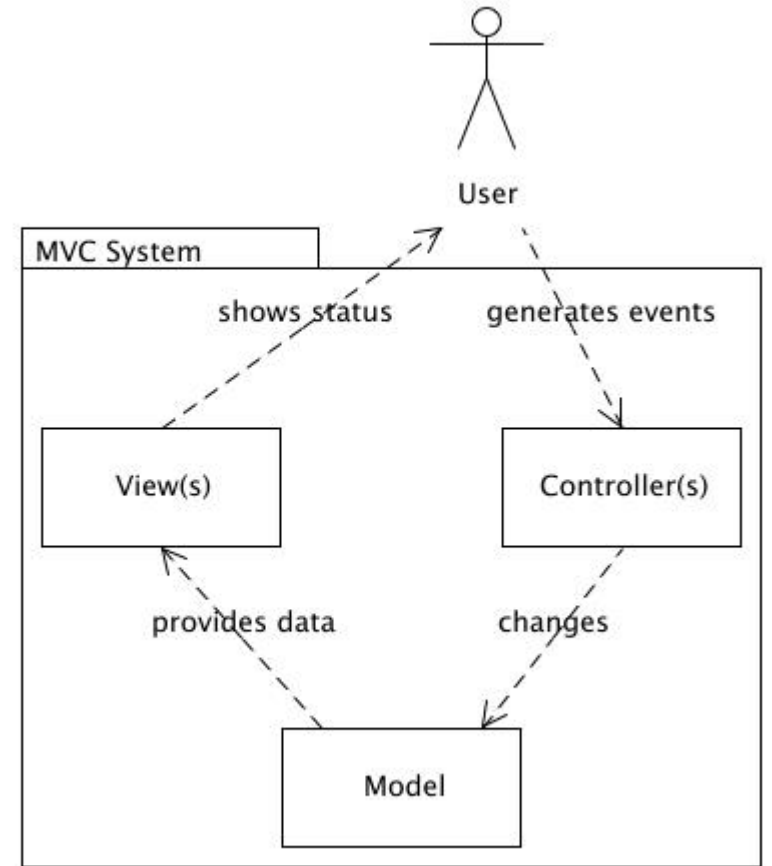 User
MVC System
shows status
generates events
View(s)
Controller(s)
provides data
changes
Model